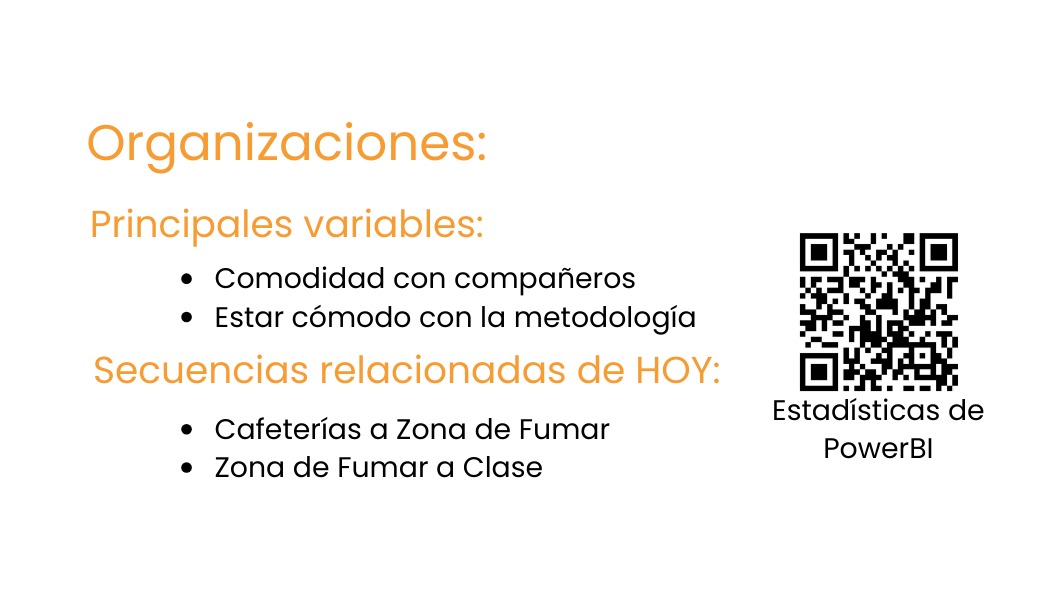 Organizaciones:
Principales variables:
• Comodidad con compañeros
• Estar cómodo con la metodología
Secuencias relacionadas de HOY:
• Cafeterías a Zona de Fumar
• Zona de Fumar a Clase
Estadísticas de
PowerBI